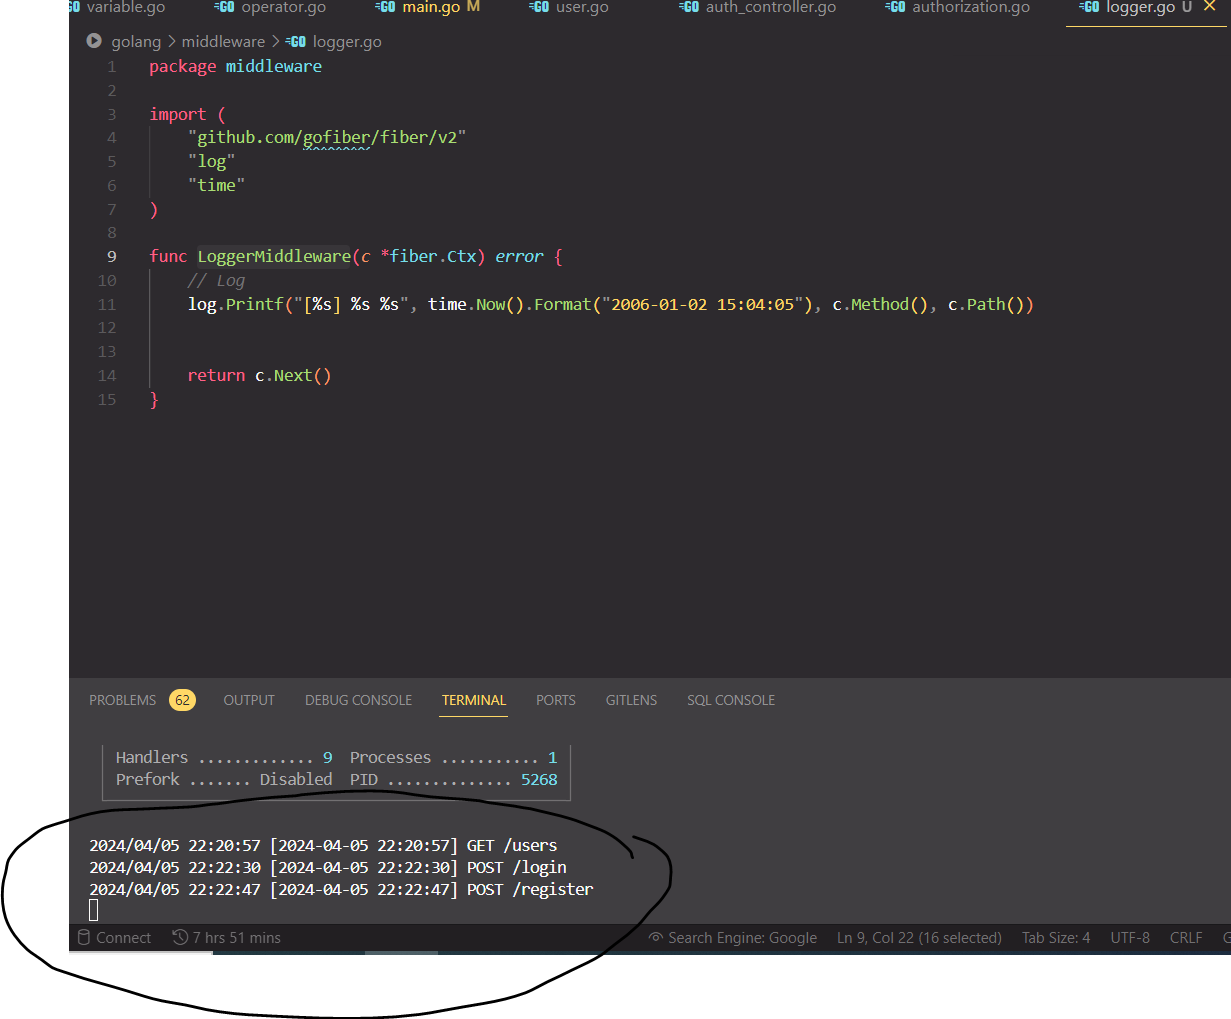 GO variable.go GO operator.go GO main.go M GO user.go GO auth_controller.go GO authorization.go GO logger.go U ×
golang > middleware > GO logger.go
1 package middleware
2
3 import (
4 "github.com/gofiber/fiber/v2"
5 "log"
6 "time"
7 )
8
9 func LoggerMiddleware(c *fiber.Ctx) error {
10 // Log
11 log.Printf("[%s] %s %s", time.Now().Format("2006-01-02 15:04:05"), c.Method(), c.Path())
12
13
14 return c.Next()
15 }
PROBLEMS 62 OUTPUT DEBUG CONSOLE TERMINAL PORTS GITLENS SQL CONSOLE
Handlers ............. 9 Processes ........... 1
Prefork ....... Disabled PID .............. 5268
2024/04/05 22:20:57 [2024-04-05 22:20:57] GET /users
2024/04/05 22:22:30 [2024-04-05 22:22:30] POST /login
2024/04/05 22:22:47 [2024-04-05 22:22:47] POST /register
Connect 7 hrs 51 mins Search Engine: Google Ln 9, Col 22 (16 selected) Tab Size: 4 UTF-8 CRLF